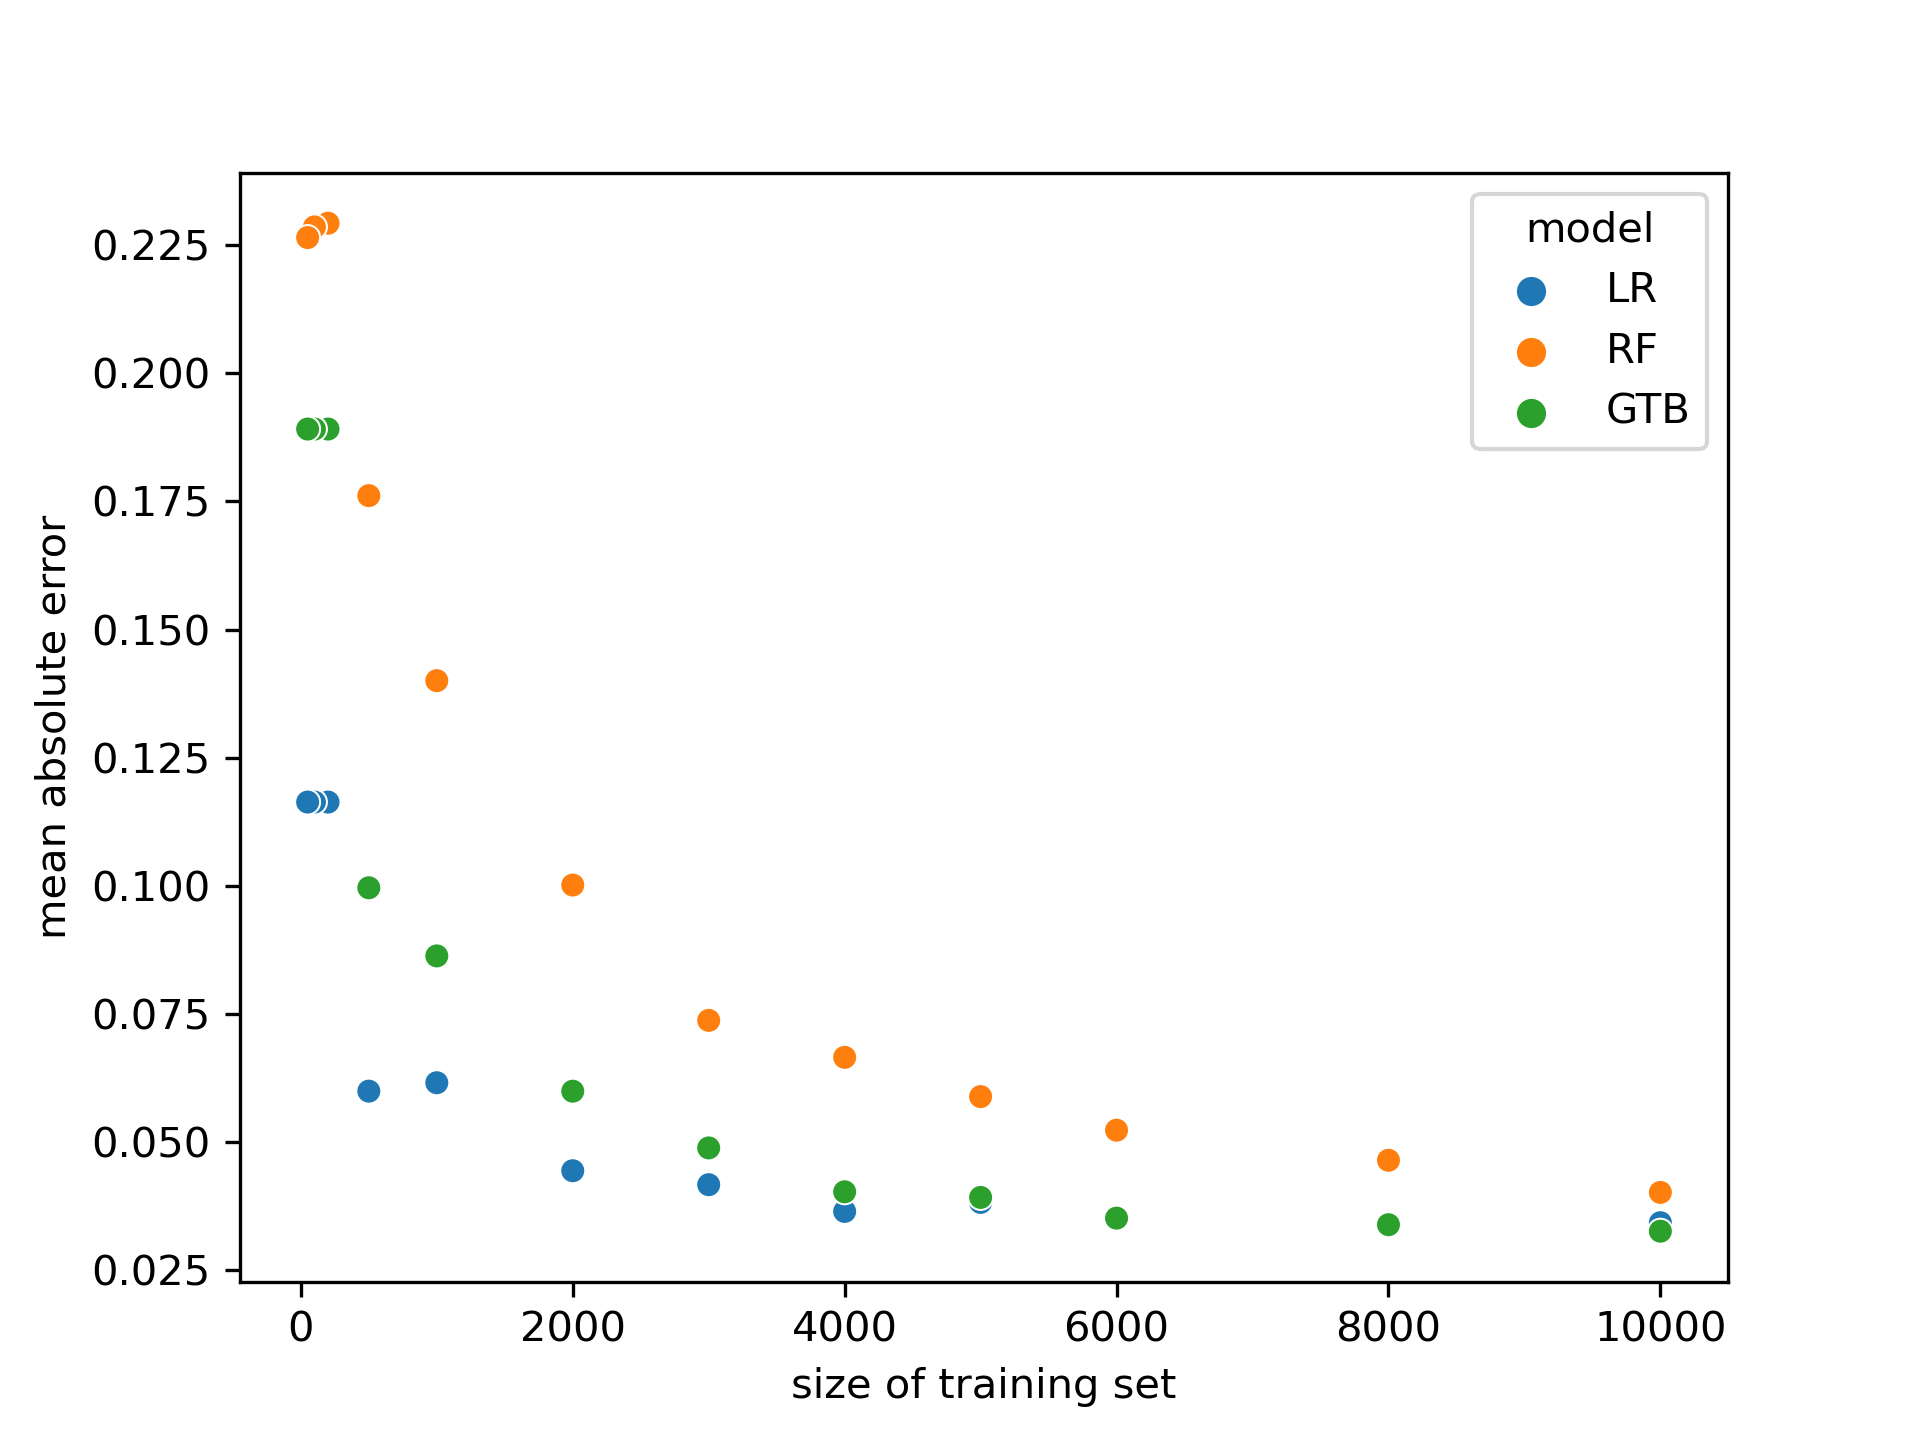 model
LR
RF
GTB
0.225
0.200
0.175
0.150
0.125
0.100
0.075
0.050
0.025
mean absolute error
0 2000 4000 6000 8000 10000
size of training set